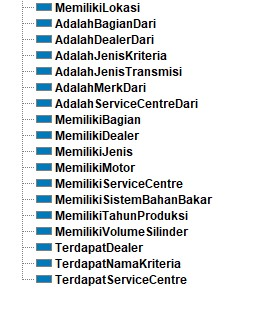 MemilikiLokasi
AdalahBagianDari
AdalahDealerDari
AdalahJenisKriteria
AdalahJenisTransmisi
AdalahMerkDari
AdalahServiceCentreDari
MemilikiBagian
MemilikiDealer
MemilikiJenis
MemilikiMotor
MemilikiServiceCentre
MemilikiSistemBahanBakar
MemilikiTahunProduksi
MemilikiVolumeSilinder
TerdapatDealer
TerdapatNamaKriteria
TerdapatServiceCentre